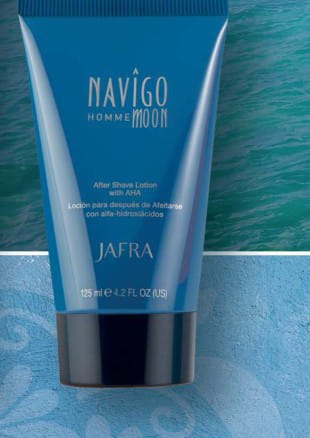 NAVÎGO
HOMME MOON
After Shave Lotion
with AHA
Loción para después de Afeitarse
con alfa-hidroxiácidos
JAFRA
125 ml ℮ 4.2 FL OZ (US)